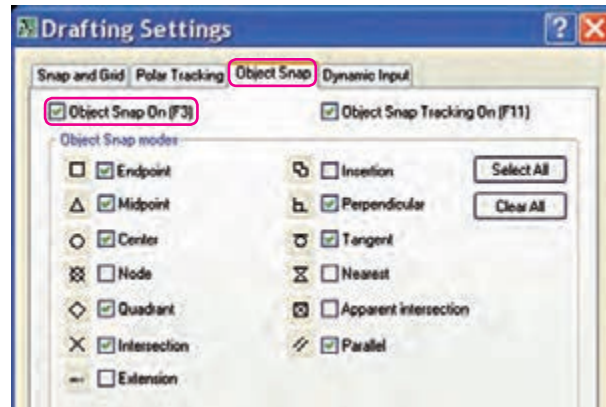 Drafting Settings
Snap and Grid Polar Tracking Object Snap Dynamic Input
Object Snap On (F3) Object Snap Tracking On (F11)
Object Snap modes
Endpoint Insertion Select All
Midpoint Perpendicular Clear All
Center Tangent
Node Nearest
Quadrant Apparent intersection
Intersection Parallel
Extension